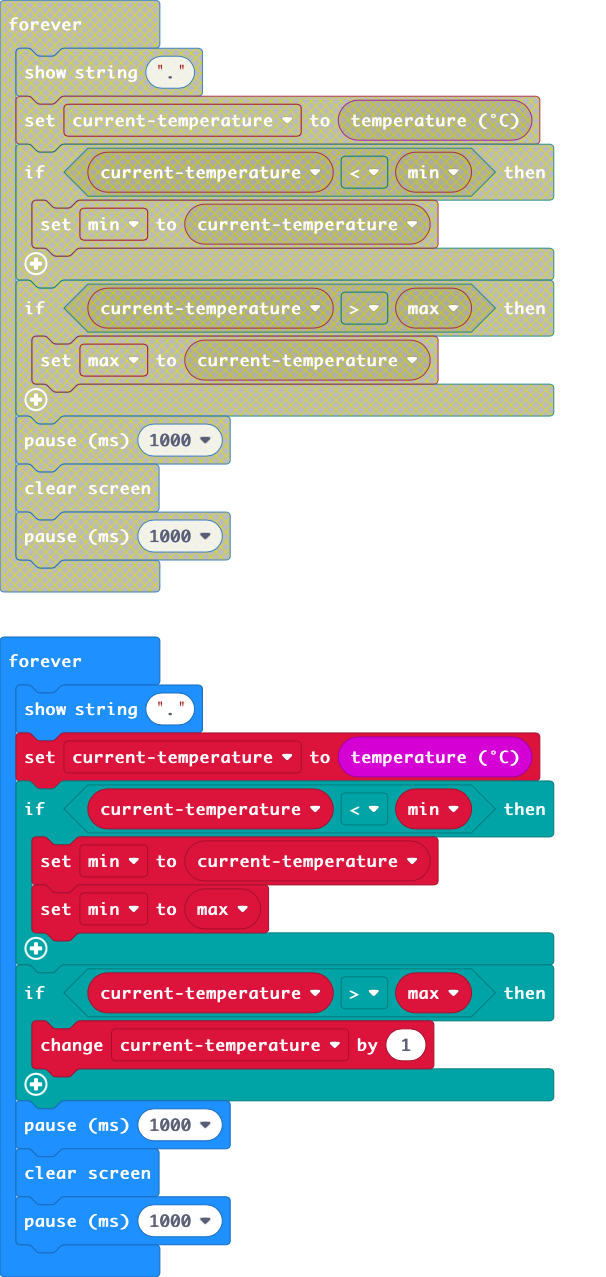 forever
show string "."
set current-temperature to temperature (°C)
if current-temperature < min then
set min to current-temperature
if current-temperature > max then
set max to current-temperature
pause (ms) 1000
clear screen
pause (ms) 1000
forever
show string "."
set current-temperature to temperature (°C)
if current-temperature < min then
set min to current-temperature
set min to max
if current-temperature > max then
change current-temperature by 1
pause (ms) 1000
clear screen
pause (ms) 1000